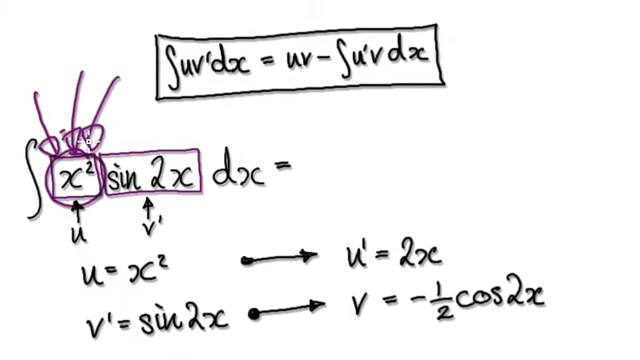 ∫uv'dx = uv - ∫u'v dx
∫ x² sin 2x dx =
u v'
u = x² → u' = 2x
v' = sin 2x → v = -½ cos 2x